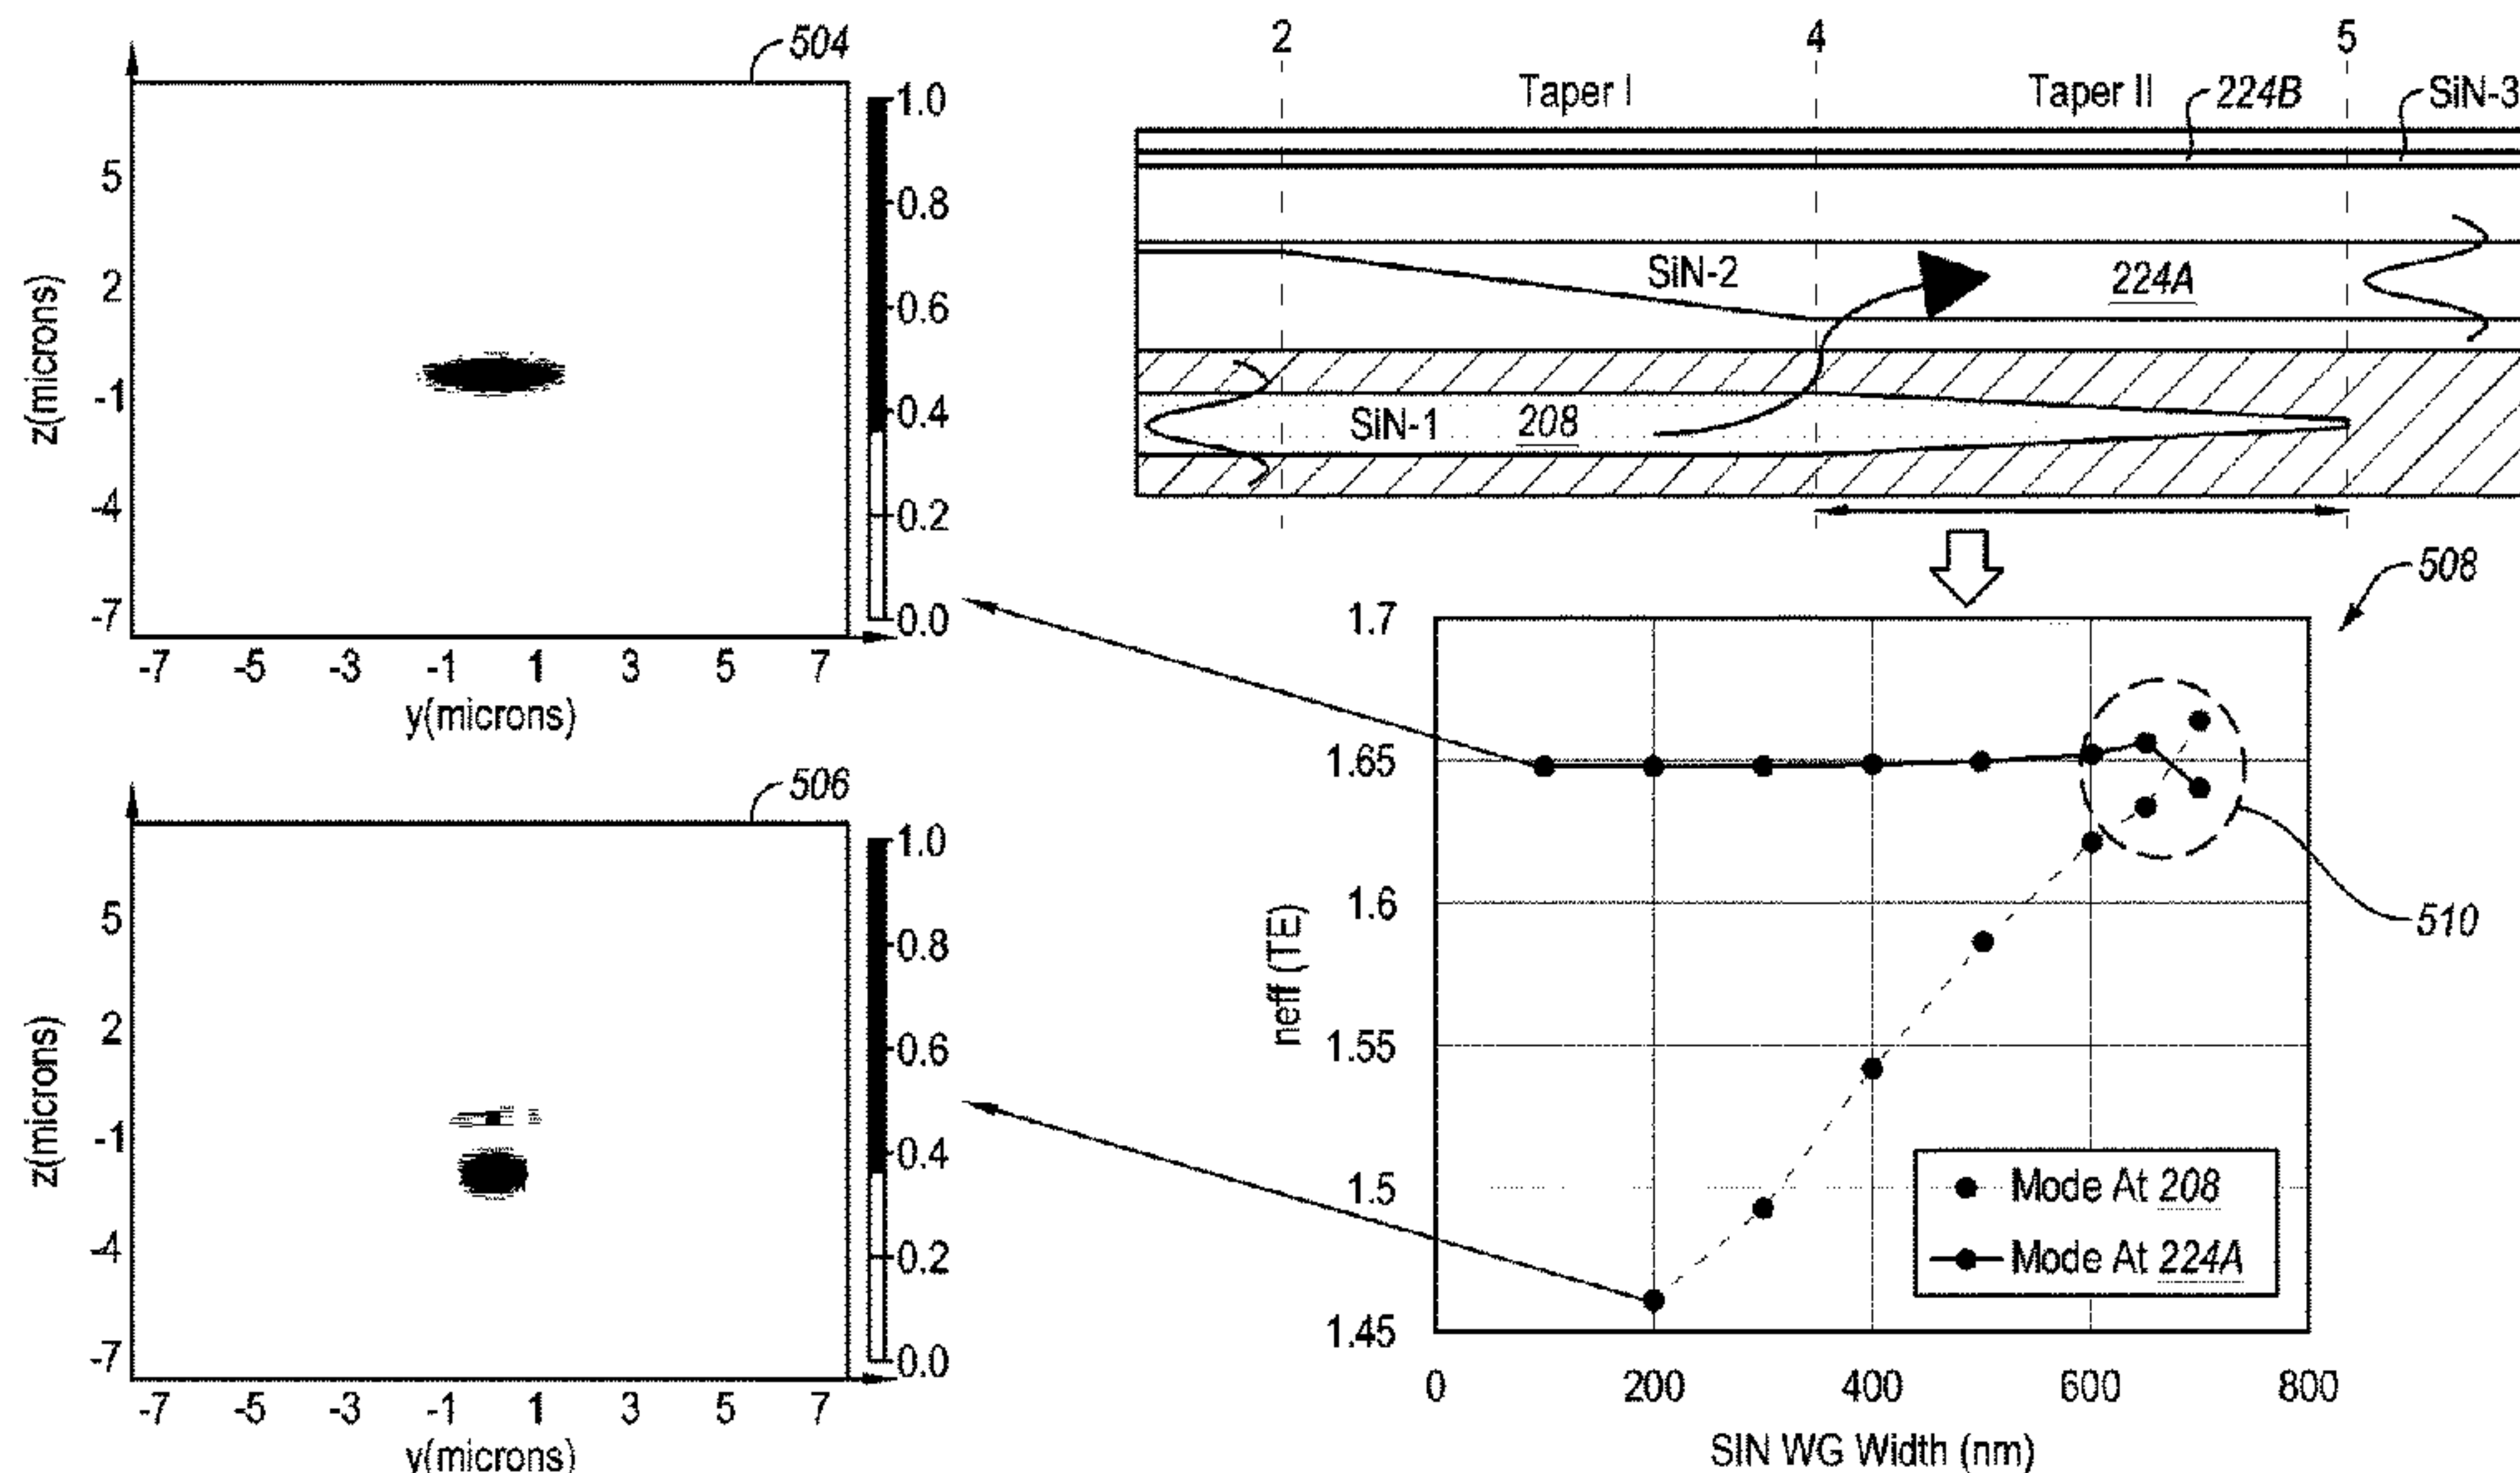 504
1.0
0.8
0.6
0.4
0.2
0.0
5
2
-1
-4
-7
z(microns)
-7 -5 -3 -1 1 3 5 7
y(microns)
2 4 5
Taper I Taper II 224B SiN-3
SiN-2 224A
SiN-1 208
506
1.0
0.8
0.6
0.4
0.2
0.0
5
2
-1
-4
-7
z(microns)
-7 -5 -3 -1 1 3 5 7
y(microns)
508
1.7
1.65
1.6
1.55
1.5
1.45
neff (TE)
510
Mode At 208
Mode At 224A
0 200 400 600 800
SIN WG Width (nm)